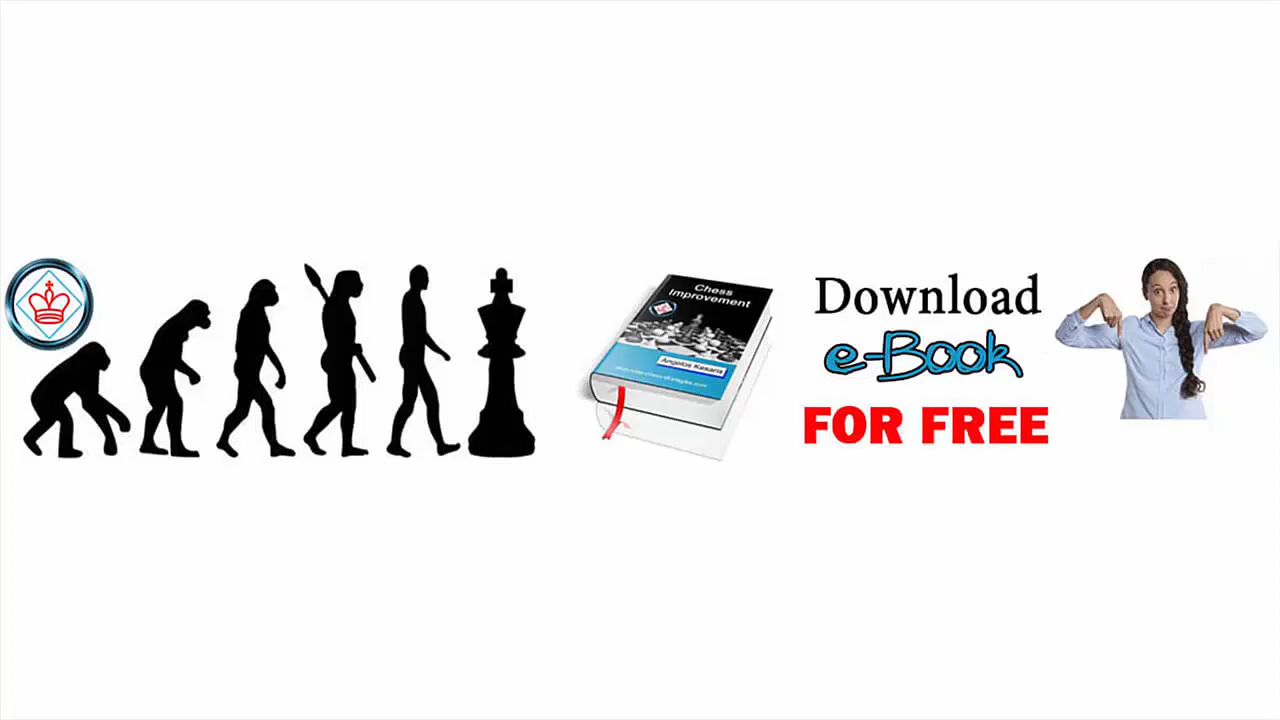 Chess
Improvement
Angelos Kesaris
Download
e-Book
FOR FREE